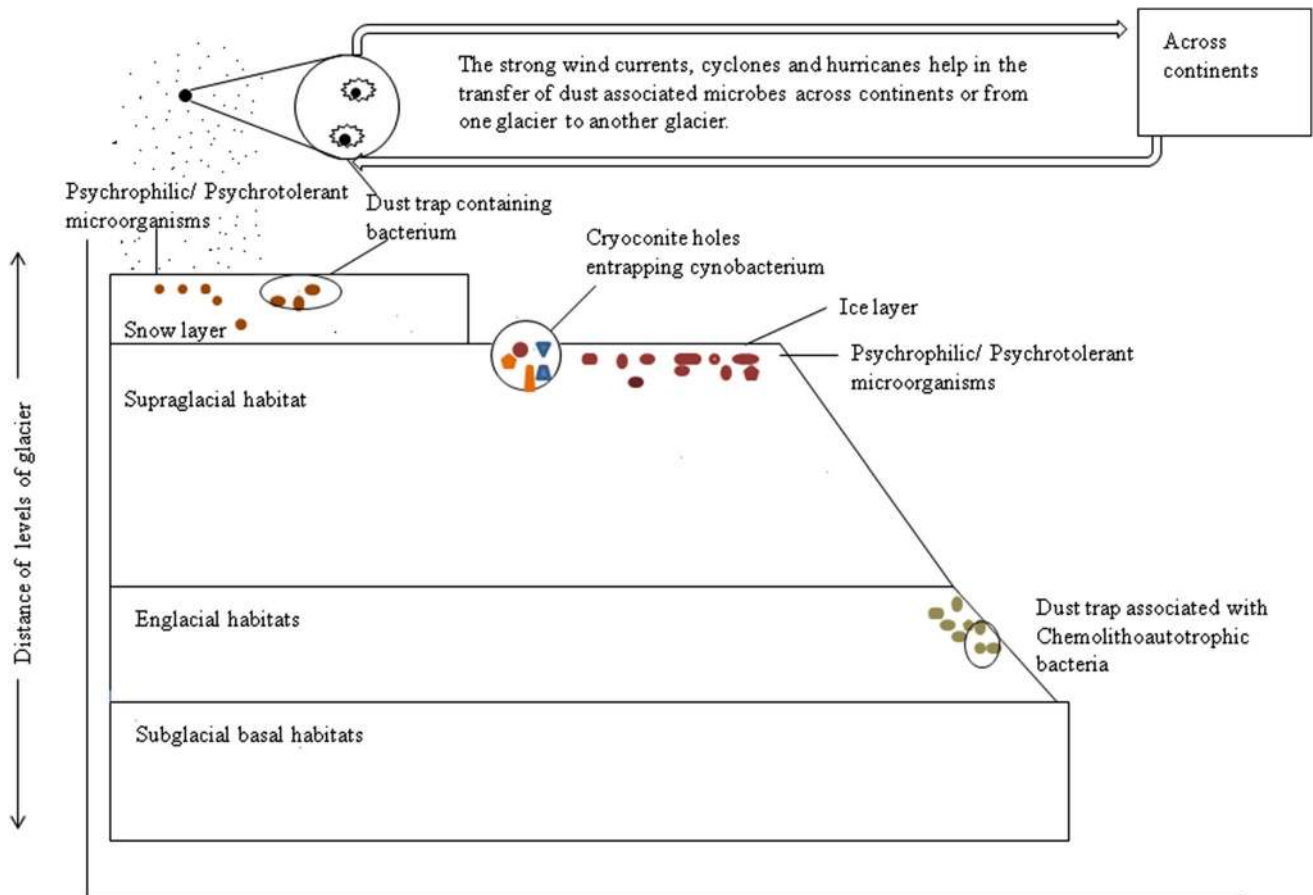 The strong wind currents, cyclones and hurricanes help in the
transfer of dust associated microbes across continents or from
one glacier to another glacier.
Across
continents
Psychrophilic/ Psychrotolerant
microorganisms
Dust trap containing
bacterium
Cryoconite holes
entrapping cynobacterium
Ice layer
Psychrophilic/ Psychrotolerant
microorganisms
Snow layer
Supraglacial habitat
Distance of levels of glacier
Englacial habitats
Dust trap associated with
Chemolithoautotrophic
bacteria
Subglacial basal habitats